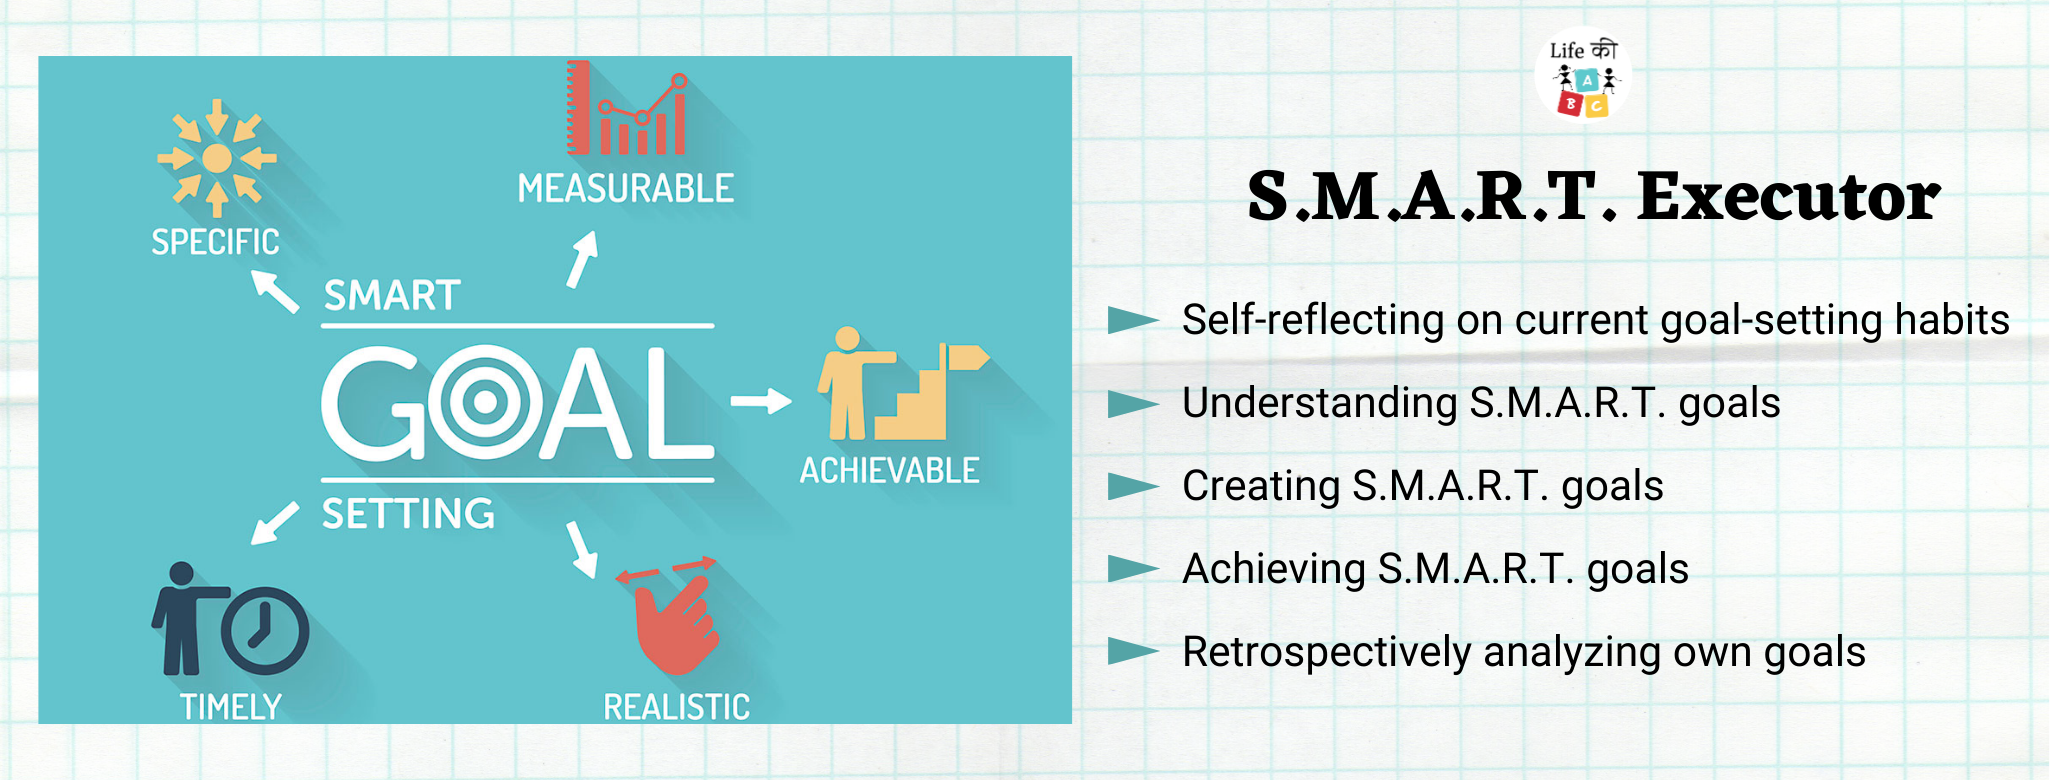 SPECIFIC
MEASURABLE
SMART
GOAL
SETTING
ACHIEVABLE
TIMELY
REALISTIC
Life की
A
B C
S.M.A.R.T. Executor
Self-reflecting on current goal-setting habits
Understanding S.M.A.R.T. goals
Creating S.M.A.R.T. goals
Achieving S.M.A.R.T. goals
Retrospectively analyzing own goals